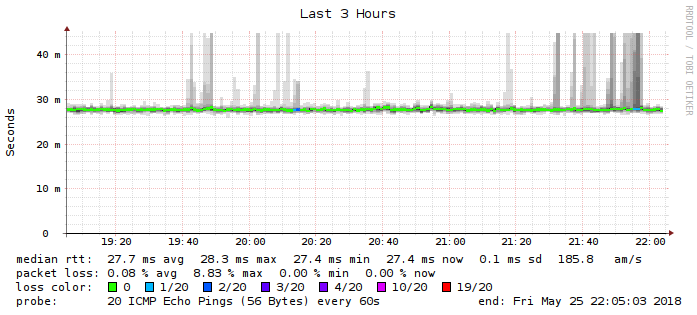 Last 3 Hours
RRDTOOL / TOBI OETIKER
Seconds
40 m
30 m
20 m
10 m
0
19:20 19:40 20:00 20:20 20:40 21:00 21:20 21:40 22:00
median rtt: 27.7 ms avg 28.3 ms max 27.4 ms min 27.4 ms now 0.1 ms sd 185.8 am/s
packet loss: 0.08 % avg 8.83 % max 0.00 % min 0.00 % now
loss color: 0 1/20 2/20 3/20 4/20 10/20 19/20
probe: 20 ICMP Echo Pings (56 Bytes) every 60s end: Fri May 25 22:05:03 2018